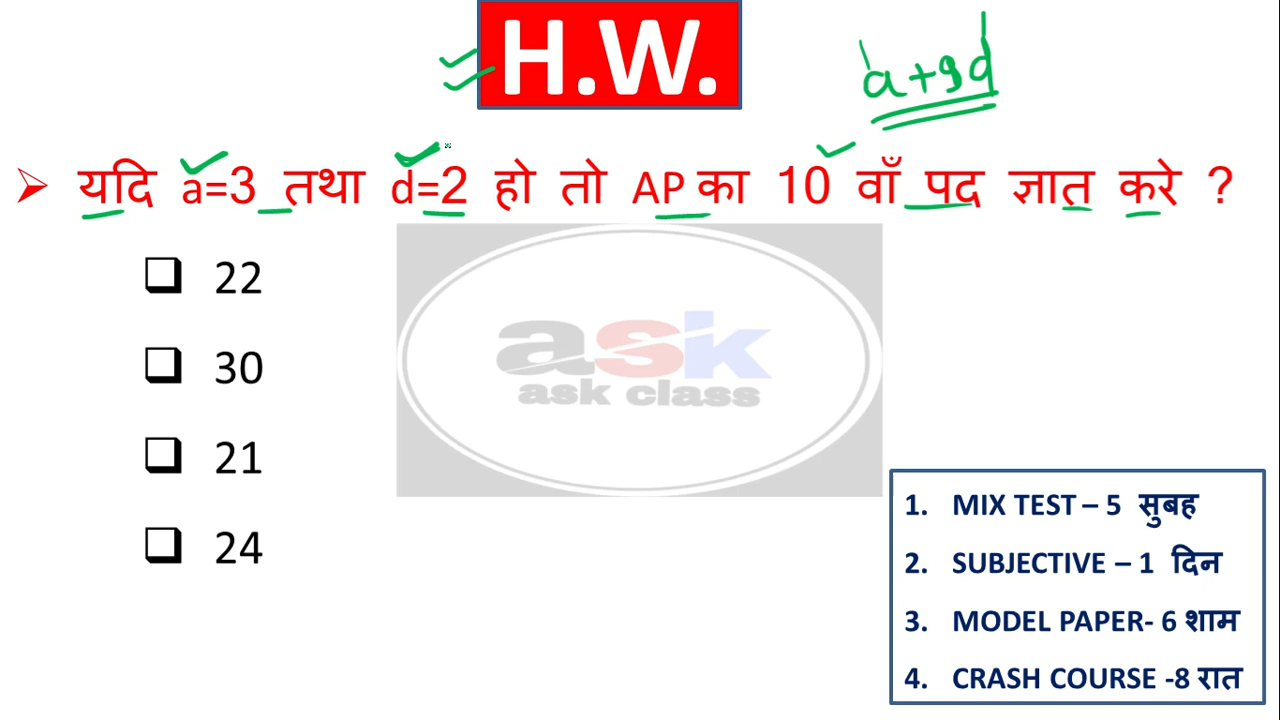 H.W.
a+9d
यदि a=3 तथा d=2 हो तो AP का 10 वाँ पद ज्ञात करे ?
22
30
21
24
ask
ask class
1. MIX TEST – 5 सुबह
2. SUBJECTIVE – 1 दिन
3. MODEL PAPER- 6 शाम
4. CRASH COURSE -8 रात